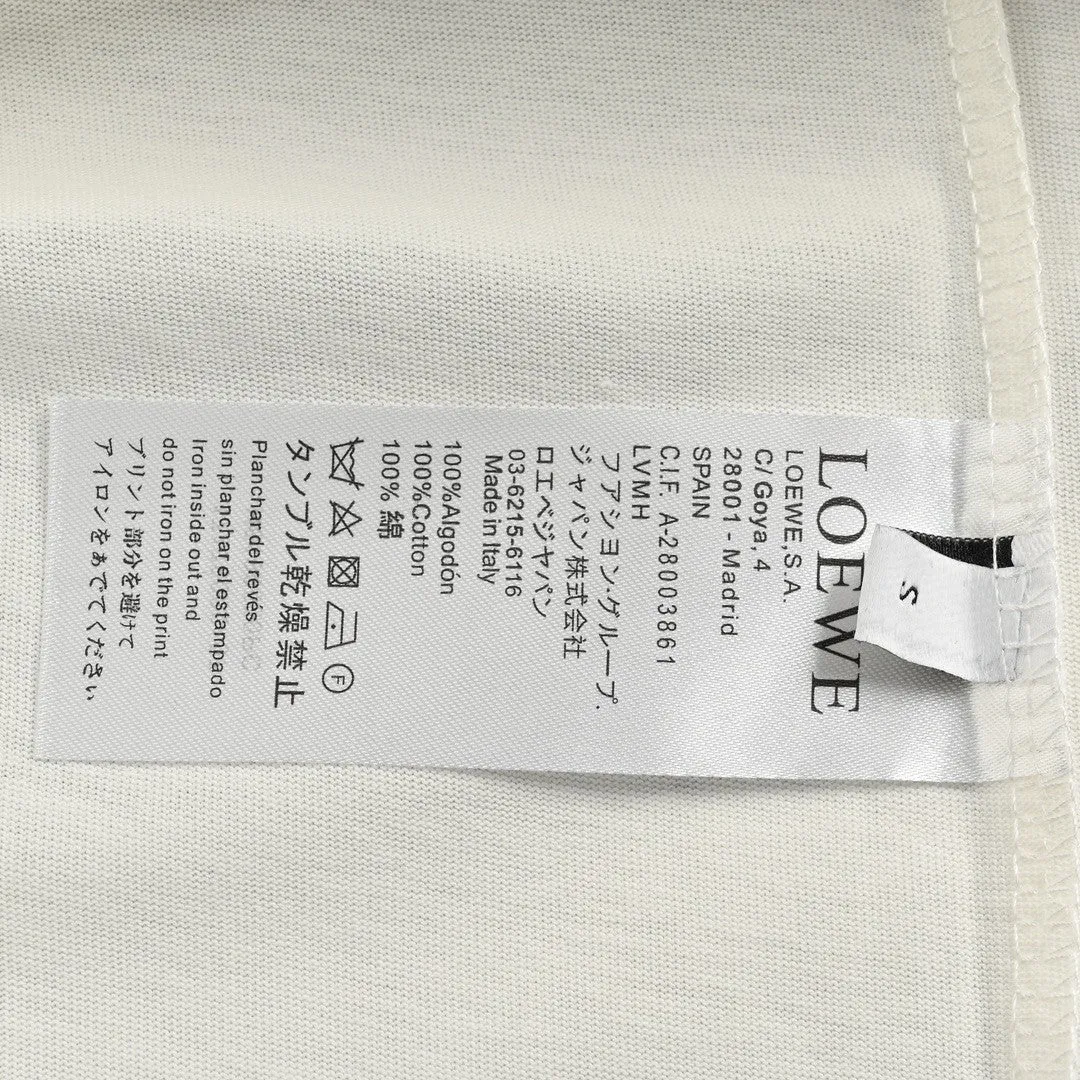 LOEWE
LOEWE,S.A.
C/ Goya, 4
28001 - Madrid
SPAIN
C.I.F. A-28003861
LVMH
フアション·グループ.
ジャパン株式会社
ロエベジヤパン
03-6215-6116
Made in Italy
100%Algodón
100%Cotton
100% 綿
F
タンブル乾燥禁止
Planchar del revés
sin planchar el estampado
Iron inside out and
do not iron on the print
プリント部分を避けて
アイロンをあでてください
S